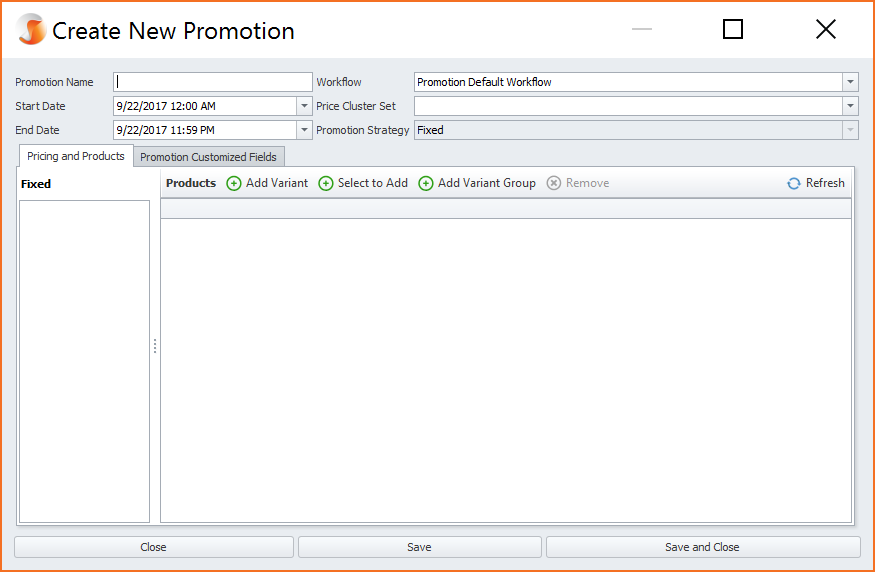 Create New Promotion
Promotion Name Workflow Promotion Default Workflow
Start Date 9/22/2017 12:00 AM Price Cluster Set
End Date 9/22/2017 11:59 PM Promotion Strategy Fixed
Pricing and Products Promotion Customized Fields
Fixed Products Add Variant Select to Add Add Variant Group Remove Refresh
Close Save Save and Close